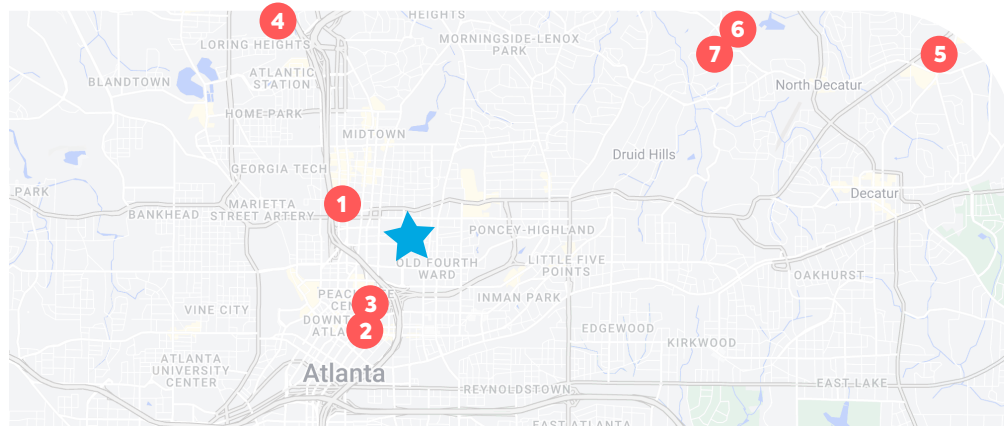 HEIGHTS
4
6
LORING HEIGHTS
MORNINGSIDE-LENOX
PARK
7
5
BLANDTOWN
ATLANTIC
STATION
North Decatur
HOME PARK
MIDTOWN
Druid Hills
GEORGIA TECH
PARK
Decatur
1
MARIETTA
STREET ARTERY
BANKHEAD
PONCEY-HIGHLAND
OLD FOURTH
WARD
LITTLE FIVE
POINTS
OAKHURST
INMAN PARK
3
VINE CITY
2
EDGEWOOD
KIRKWOOD
ATLANTA
UNIVERSITY
CENTER
Atlanta
REYNOLDSTOWN
EAST LAKE
EAST ATLANTA